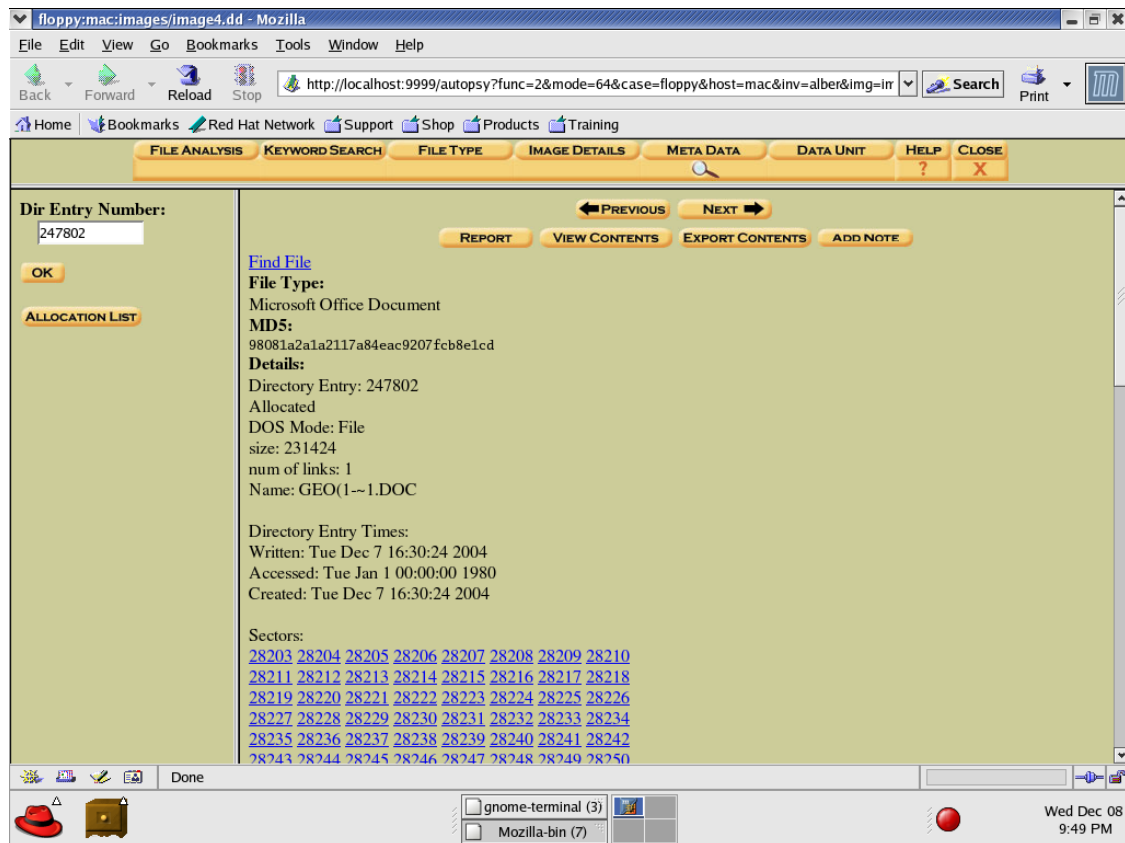 floppy:mac:images/image4.dd - Mozilla
File Edit View Go Bookmarks Tools Window Help
Back Forward Reload Stop http://localhost:9999/autopsy?func=2&mode=64&case=floppy&host=mac&inv=alber&img=im Search Print
Home Bookmarks Red Hat Network Support Shop Products Training
FILE ANALYSIS KEYWORD SEARCH FILE TYPE IMAGE DETAILS META DATA DATA UNIT HELP CLOSE
? X
Dir Entry Number:
247802
OK
ALLOCATION LIST
PREVIOUS NEXT
REPORT VIEW CONTENTS EXPORT CONTENTS ADD NOTE
Find File
File Type:
Microsoft Office Document
MD5:
98081a2a1a2117a84eac9207fcb8e1cd
Details:
Directory Entry: 247802
Allocated
DOS Mode: File
size: 231424
num of links: 1
Name: GEO(1-~1.DOC
Directory Entry Times:
Written: Tue Dec 7 16:30:24 2004
Accessed: Tue Jan 1 00:00:00 1980
Created: Tue Dec 7 16:30:24 2004
Sectors:
28203 28204 28205 28206 28207 28208 28209 28210
28211 28212 28213 28214 28215 28216 28217 28218
28219 28220 28221 28222 28223 28224 28225 28226
28227 28228 28229 28230 28231 28232 28233 28234
28235 28236 28237 28238 28239 28240 28241 28242
28243 28244 28245 28246 28247 28248 28249 28250
Done
gnome-terminal (3)
Mozilla-bin (7)
Wed Dec 08
9:49 PM